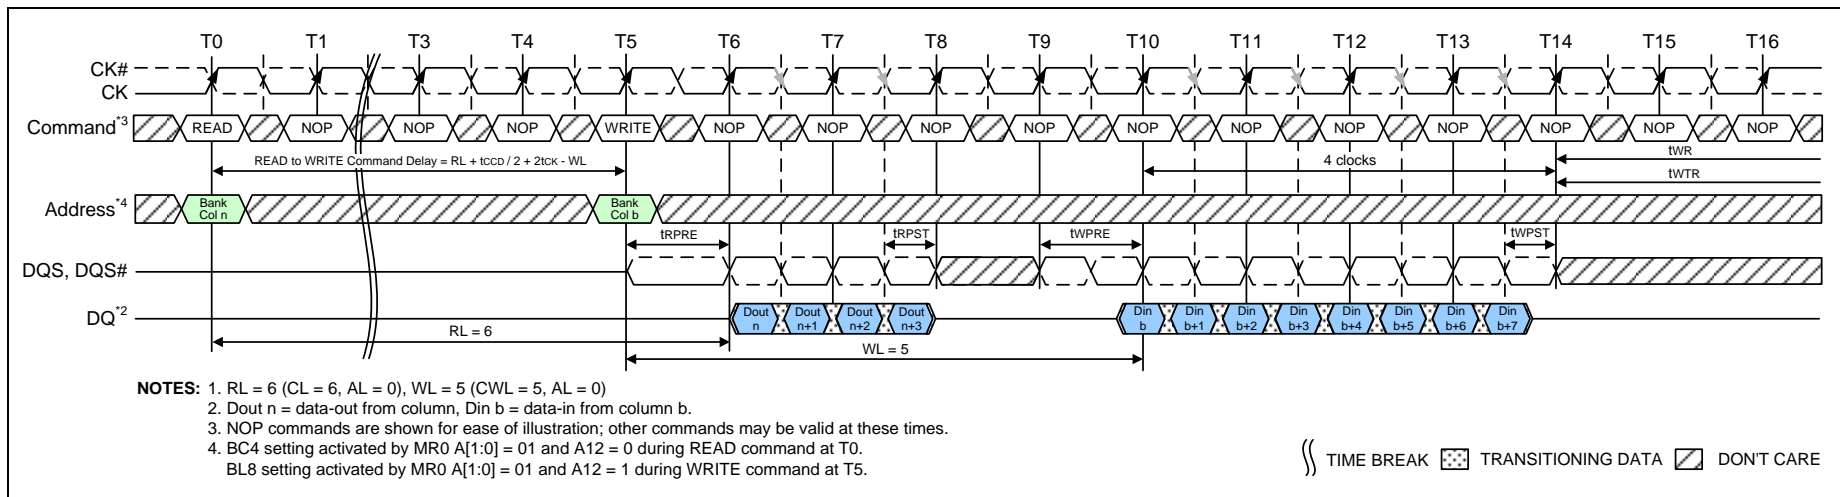 T0 T1 T3 T4 T5 T6 T7 T8 T9 T10 T11 T12 T13 T14 T15 T16
CK#
CK
Command*3 READ NOP NOP NOP WRITE NOP NOP NOP NOP NOP NOP NOP NOP NOP NOP NOP
READ to WRITE Command Delay = RL + tCCD / 2 + 2tCK - WL
4 clocks
tWR
tWTR
Address*4
Bank Col n
Bank Col b
tRPRE tRPST tWPRE tWPST
DQS, DQS#
DQ*2
Dout n Dout n+1 Dout n+2 Dout n+3 Din b Din b+1 Din b+2 Din b+3 Din b+4 Din b+5 Din b+6 Din b+7
RL = 6
WL = 5
NOTES: 1. RL = 6 (CL = 6, AL = 0), WL = 5 (CWL = 5, AL = 0)
2. Dout n = data-out from column, Din b = data-in from column b.
3. NOP commands are shown for ease of illustration; other commands may be valid at these times.
4. BC4 setting activated by MR0 A[1:0] = 01 and A12 = 0 during READ command at T0.
BL8 setting activated by MR0 A[1:0] = 01 and A12 = 1 during WRITE command at T5.
TIME BREAK TRANSITIONING DATA DON'T CARE